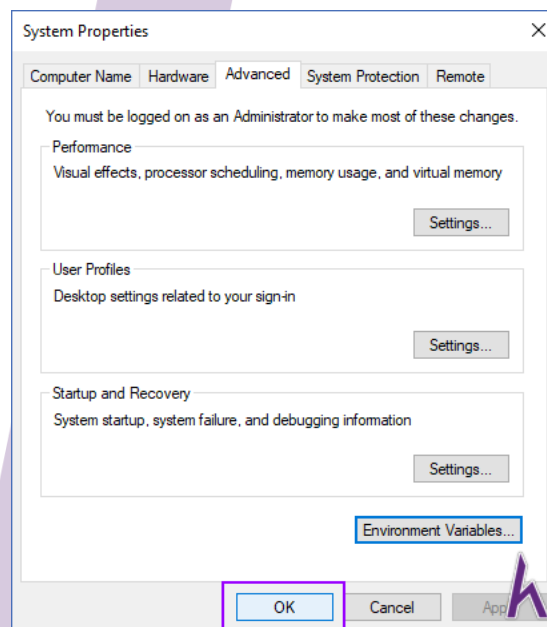 System Properties
Computer Name Hardware Advanced System Protection Remote
You must be logged on as an Administrator to make most of these changes.
Performance
Visual effects, processor scheduling, memory usage, and virtual memory
Settings...
User Profiles
Desktop settings related to your sign-in
Settings...
Startup and Recovery
System startup, system failure, and debugging information
Settings...
Environment Variables...
OK Cancel